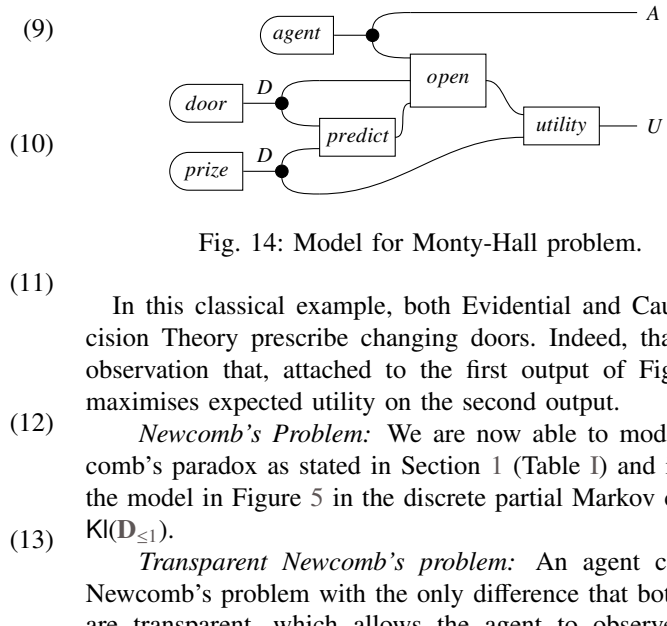 (9)
agent
A
open
D
door
(10)
predict
utility
U
D
prize
Fig. 14: Model for Monty-Hall problem.
(11)
In this classical example, both Evidential and Cau
cision Theory prescribe changing doors. Indeed, tha
observation that, attached to the first output of Fig
maximises expected utility on the second output.
(12)
Newcomb's Problem: We are now able to mod
comb's paradox as stated in Section 1 (Table I) and
the model in Figure 5 in the discrete partial Markov
(13)
Kl(D≤1).
Transparent Newcomb's problem: An agent c
Newcomb's problem with the only difference that bot
are transparent, which allows the agent to observe